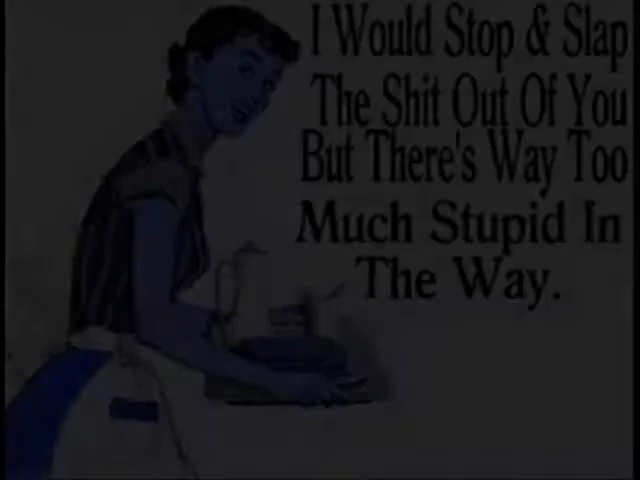 I Would Stop & Slap
The Shit Out Of You
But There's Way Too
Much Stupid In
The Way.